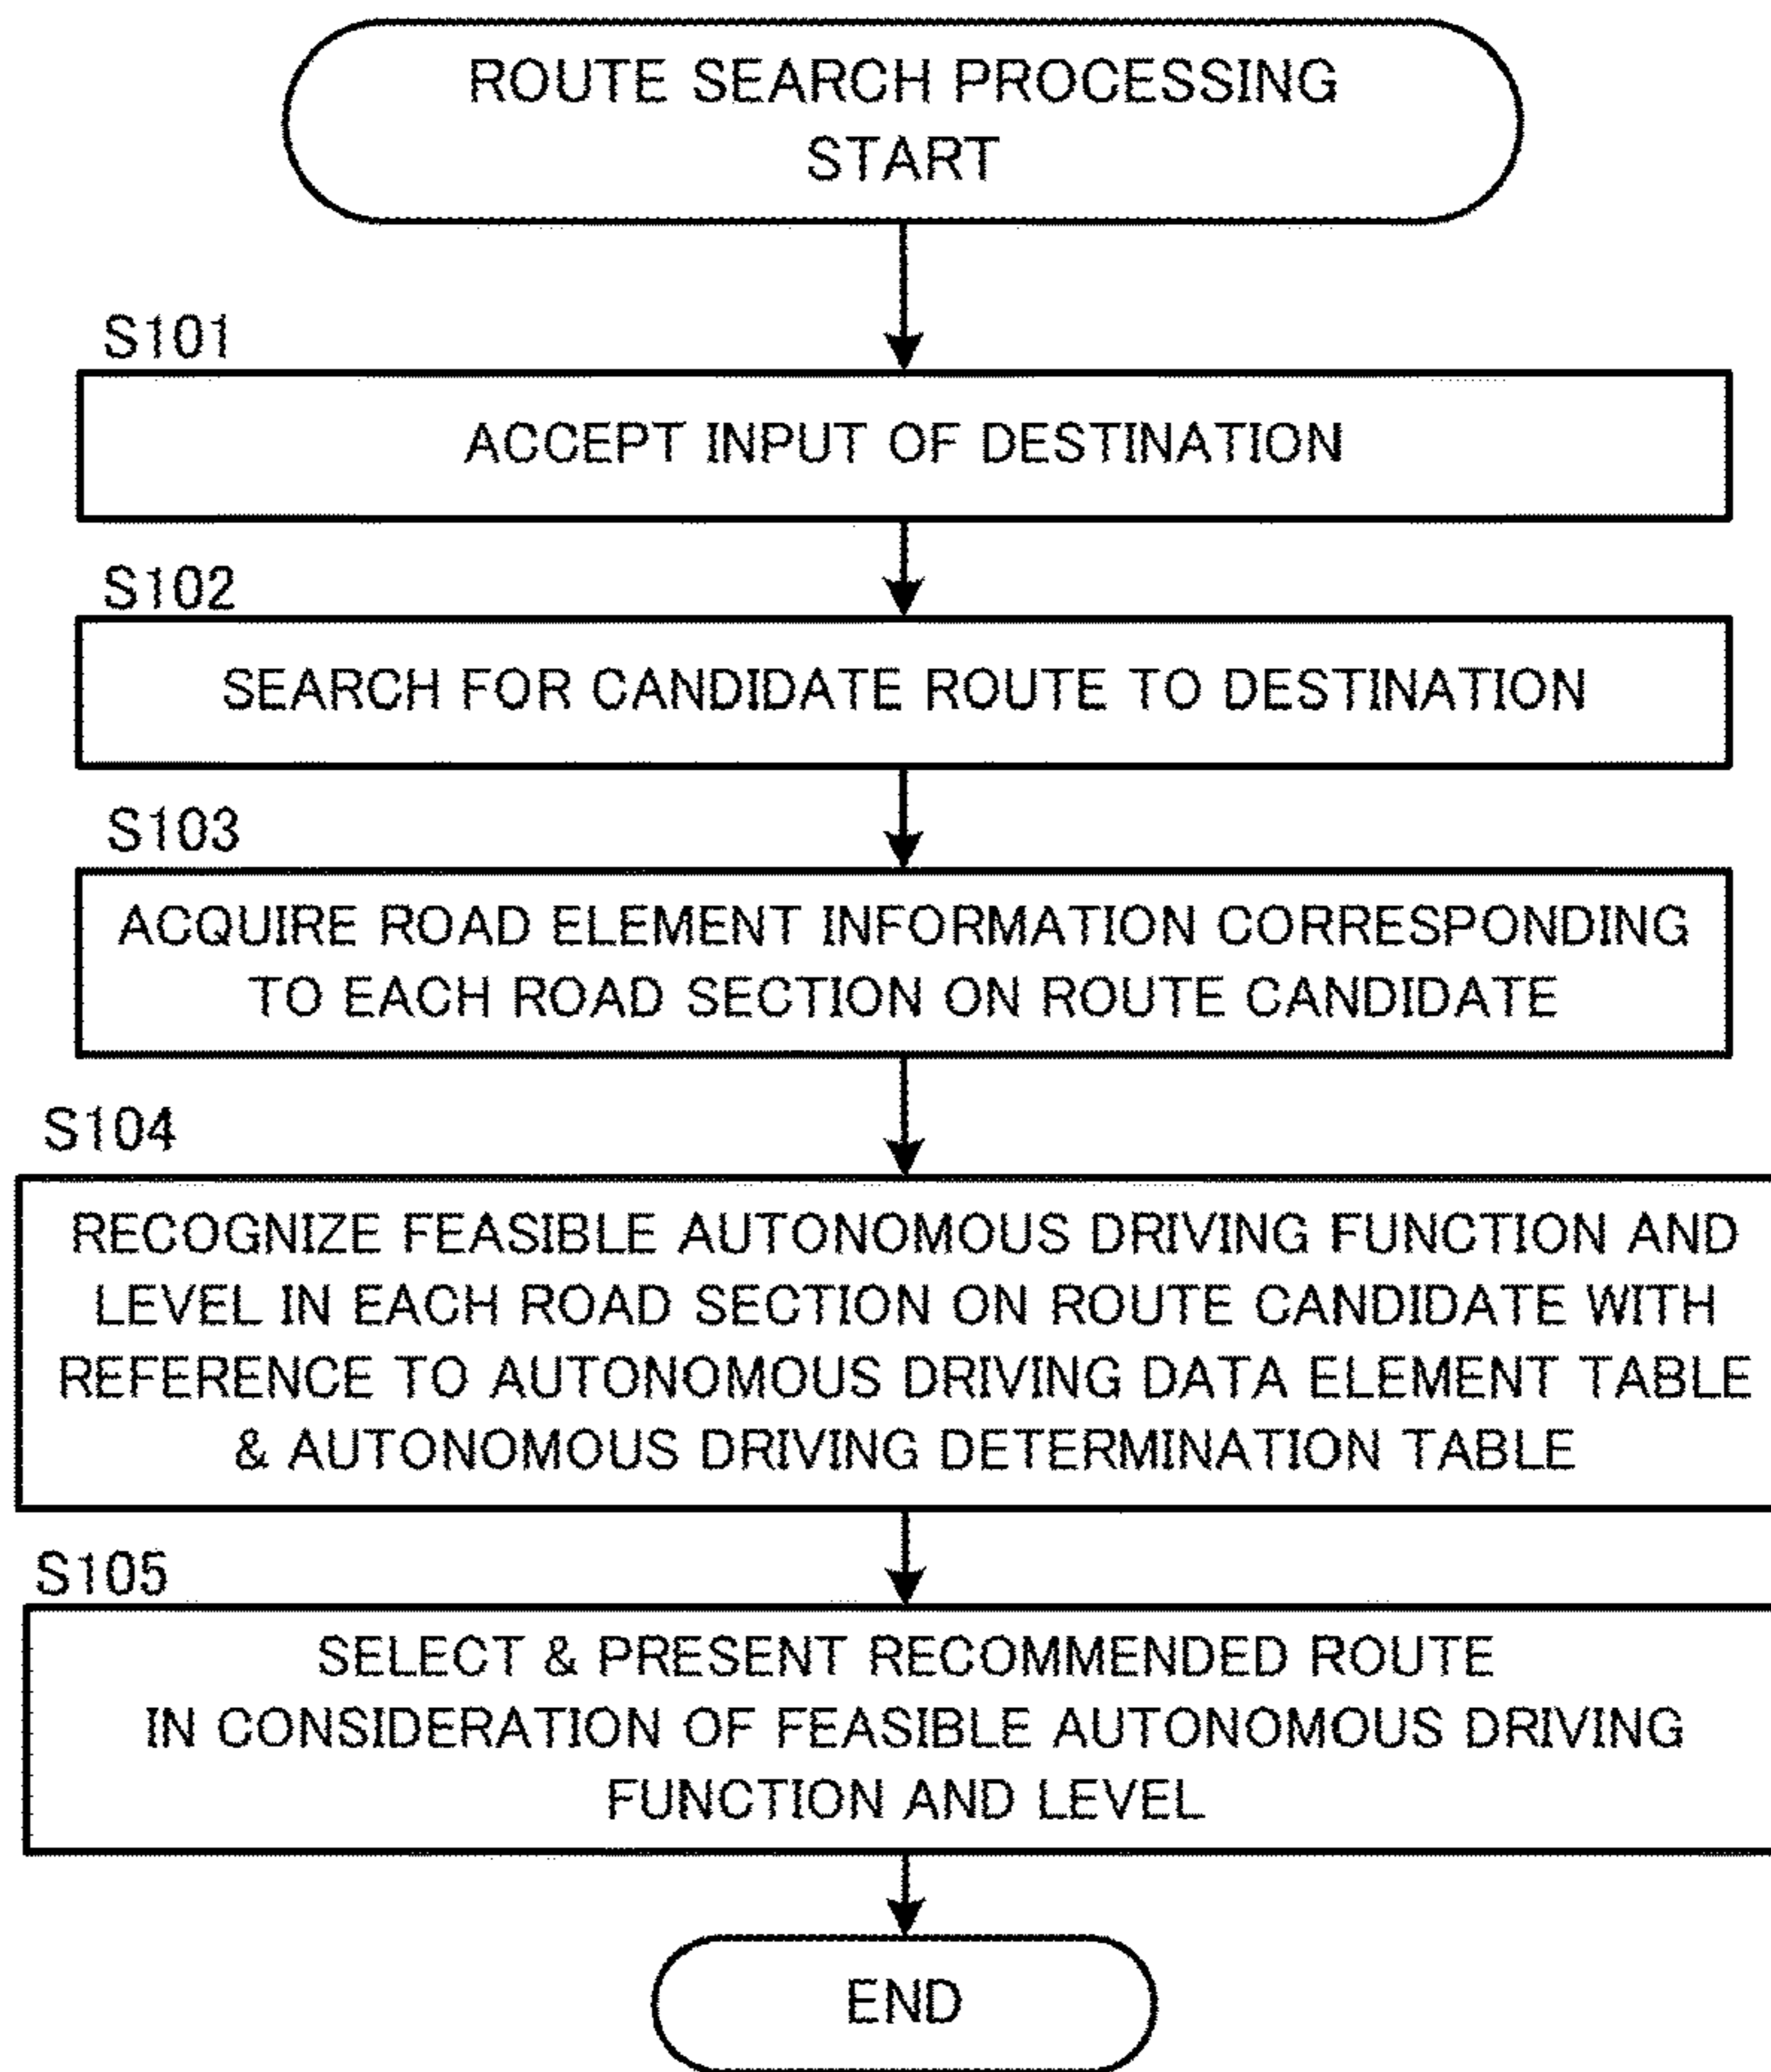 ROUTE SEARCH PROCESSING
START
S101
ACCEPT INPUT OF DESTINATION
S102
SEARCH FOR CANDIDATE ROUTE TO DESTINATION
S103
ACQUIRE ROAD ELEMENT INFORMATION CORRESPONDING
TO EACH ROAD SECTION ON ROUTE CANDIDATE
S104
RECOGNIZE FEASIBLE AUTONOMOUS DRIVING FUNCTION AND
LEVEL IN EACH ROAD SECTION ON ROUTE CANDIDATE WITH
REFERENCE TO AUTONOMOUS DRIVING DATA ELEMENT TABLE
& AUTONOMOUS DRIVING DETERMINATION TABLE
S105
SELECT & PRESENT RECOMMENDED ROUTE
IN CONSIDERATION OF FEASIBLE AUTONOMOUS DRIVING
FUNCTION AND LEVEL
END